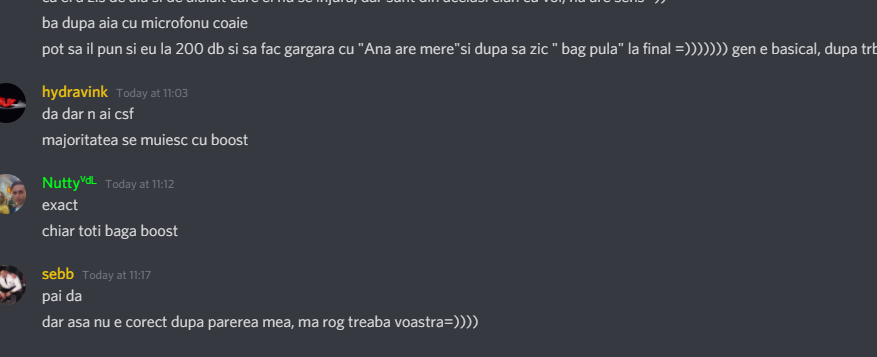 ba dupa aia cu microfonu coaie
pot sa il pun si eu la 200 db si sa fac gargara cu "Ana are mere"si dupa sa zic " bag pula" la final =))))))) gen e basical, dupa trb
hydravink Today at 11:03
da dar n ai csf
majoritatea se muiesc cu boost
Nuttyᵛᵈᴸ Today at 11:12
exact
chiar toti baga boost
sebb Today at 11:17
pai da
dar asa nu e corect dupa parerea mea, ma rog treaba voastra=))))